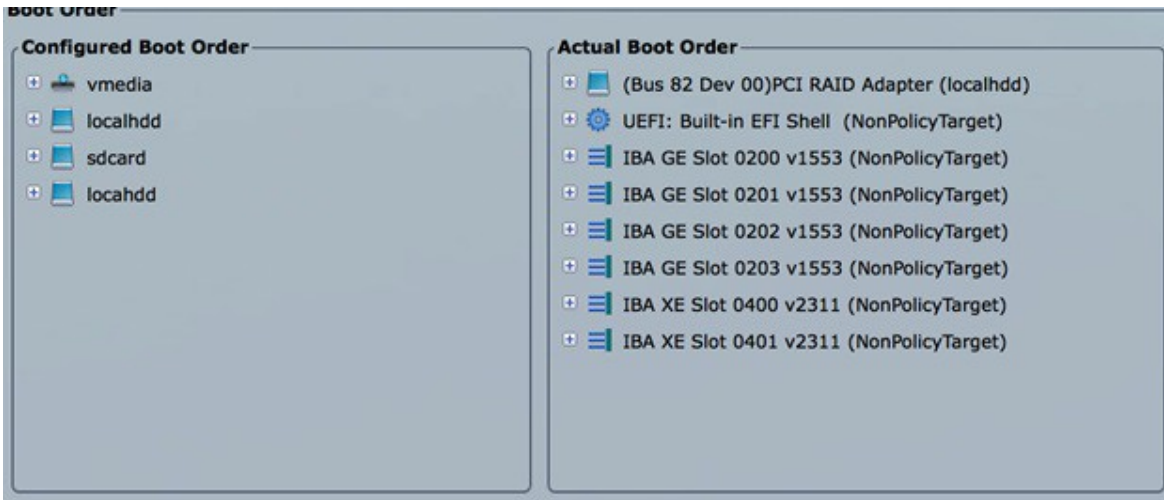 Boot Order
Configured Boot Order
vmedia
localhdd
sdcard
locahdd
Actual Boot Order
(Bus 82 Dev 00)PCI RAID Adapter (localhdd)
UEFI: Built-in EFI Shell (NonPolicyTarget)
IBA GE Slot 0200 v1553 (NonPolicyTarget)
IBA GE Slot 0201 v1553 (NonPolicyTarget)
IBA GE Slot 0202 v1553 (NonPolicyTarget)
IBA GE Slot 0203 v1553 (NonPolicyTarget)
IBA XE Slot 0400 v2311 (NonPolicyTarget)
IBA XE Slot 0401 v2311 (NonPolicyTarget)